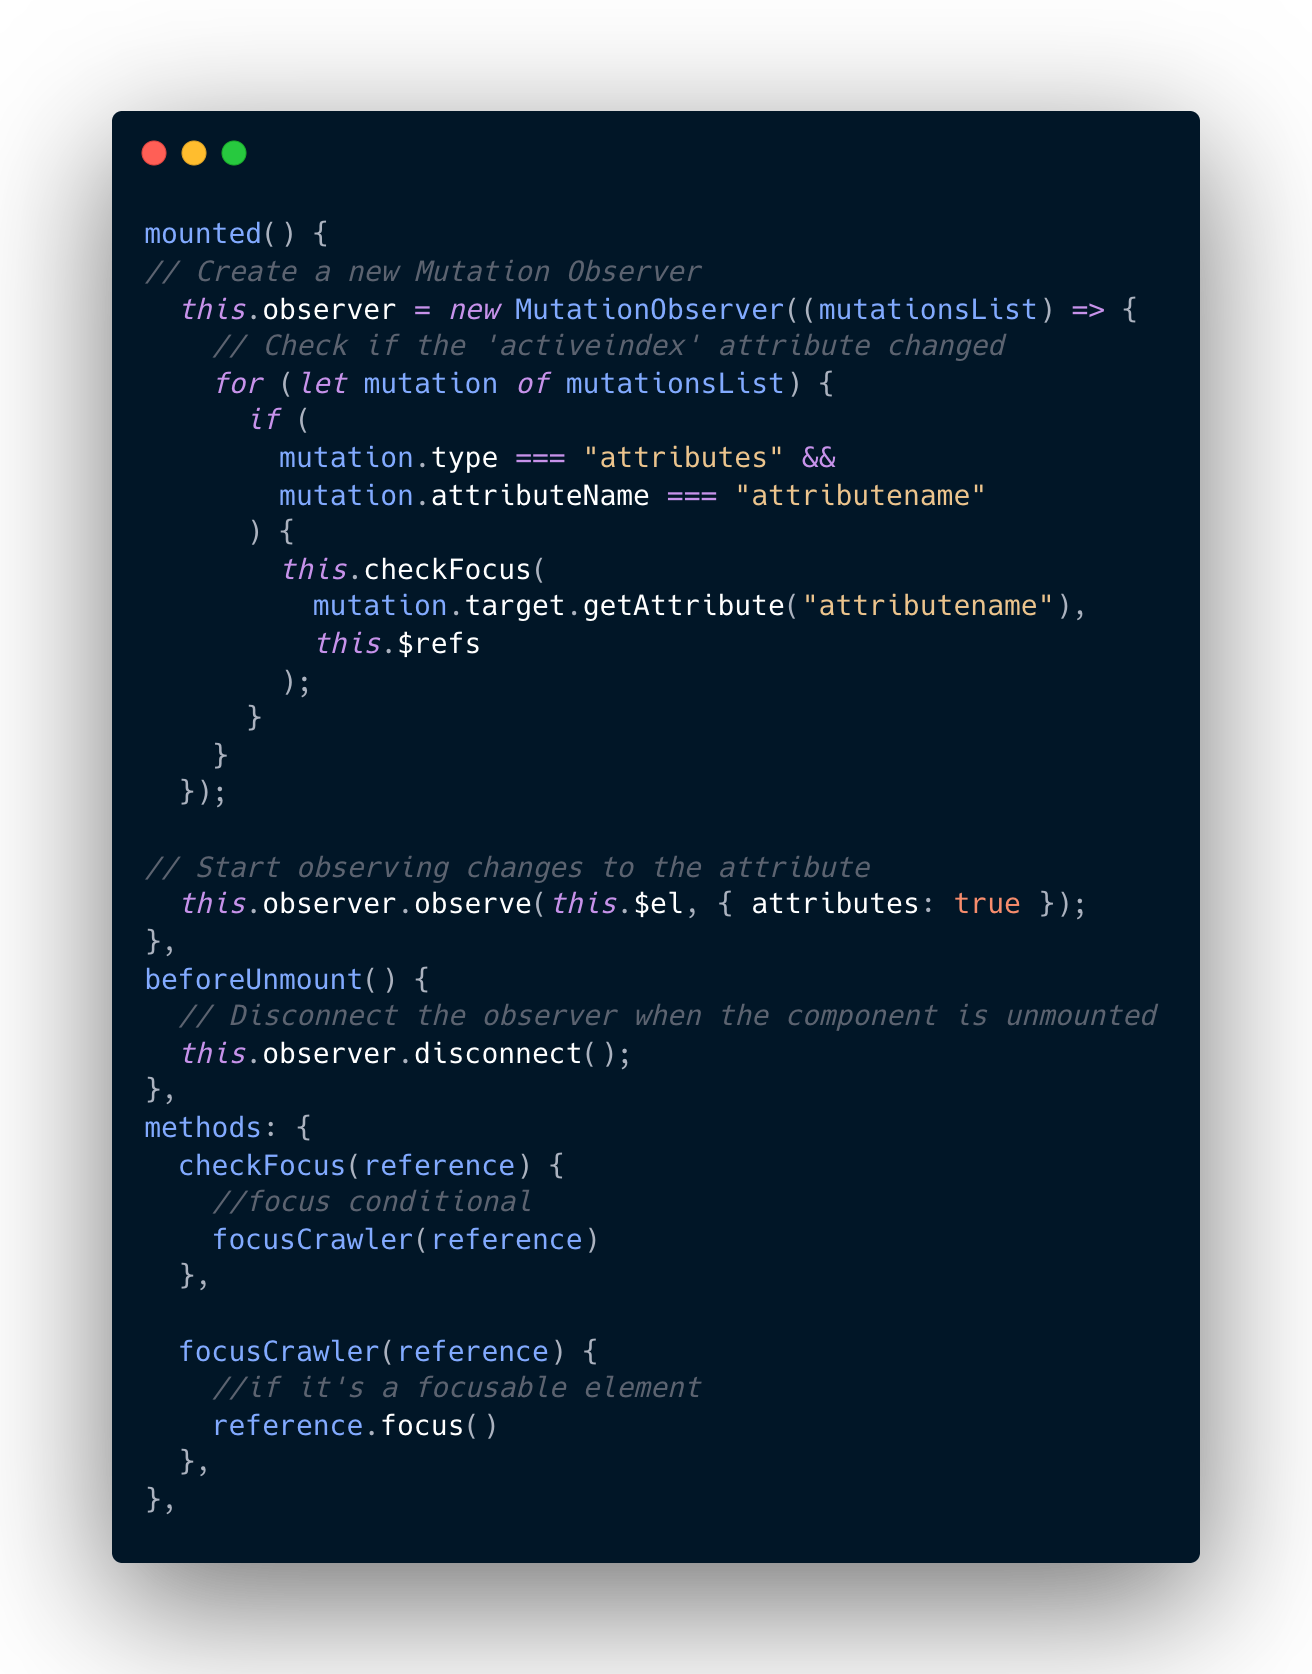 mounted() {
// Create a new Mutation Observer
  this.observer = new MutationObserver((mutationsList) => {
    // Check if the 'activeindex' attribute changed
    for (let mutation of mutationsList) {
      if (
        mutation.type === "attributes" &&
        mutation.attributeName === "attributename"
      ) {
        this.checkFocus(
          mutation.target.getAttribute("attributename"),
          this.$refs
        );
      }
    }
  });

// Start observing changes to the attribute
  this.observer.observe(this.$el, { attributes: true });
},
beforeUnmount() {
  // Disconnect the observer when the component is unmounted
  this.observer.disconnect();
},
methods: {
  checkFocus(reference) {
    //focus conditional
    focusCrawler(reference)
  },

  focusCrawler(reference) {
    //if it's a focusable element
    reference.focus()
  },
},